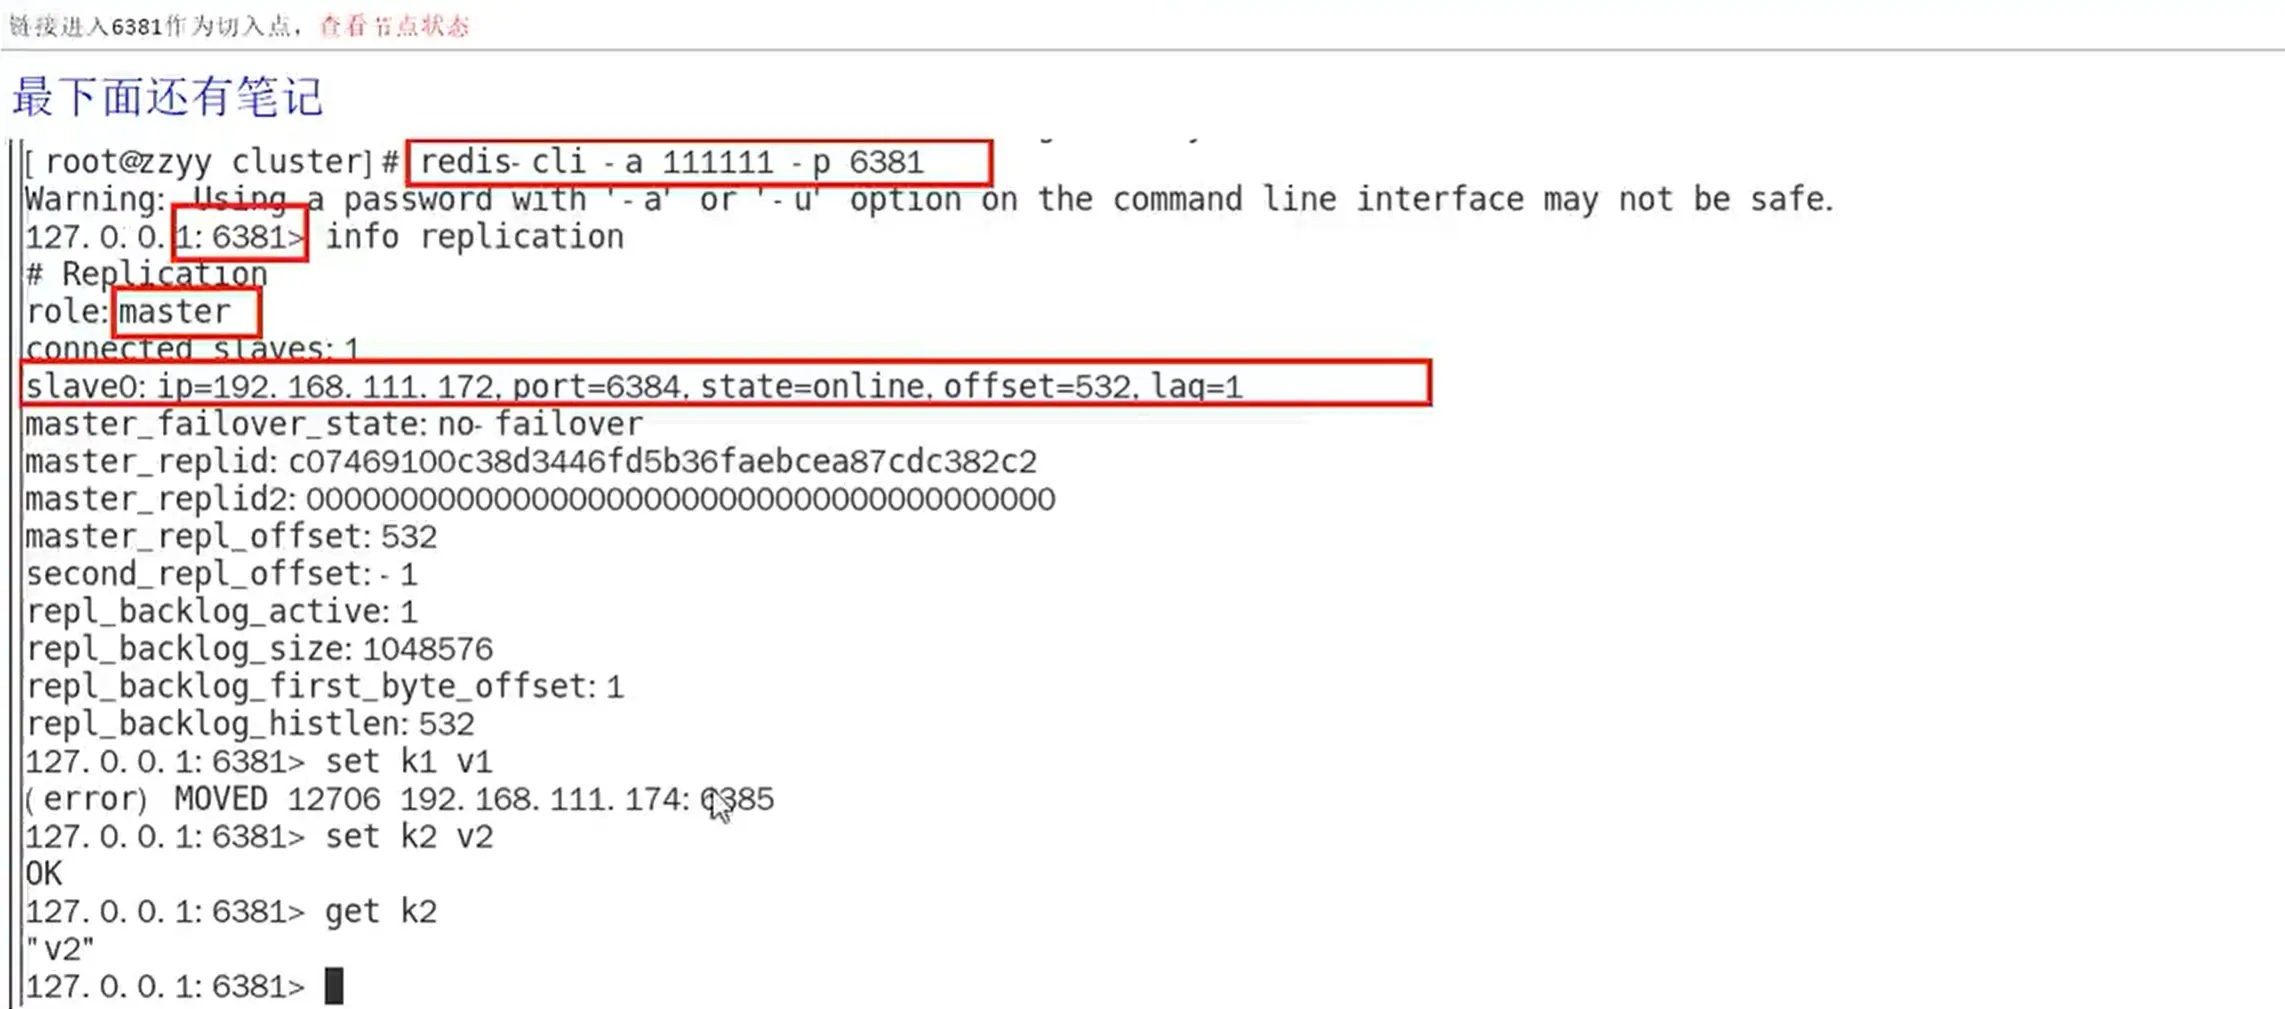 链接进入6381作为切入点，查看节点状态
最下面还有笔记
[root@zzyy cluster]# redis-cli -a 111111 -p 6381
Warning: Using a password with '-a' or '-u' option on the command line interface may not be safe.
127.0.0.1:6381> info replication
# Replication
role:master
connected_slaves:1
slave0:ip=192.168.111.172,port=6384,state=online,offset=532,lag=1
master_failover_state:no-failover
master_replid:c07469100c38d3446fd5b36faebcea87cdc382c2
master_replid2:0000000000000000000000000000000000000000
master_repl_offset:532
second_repl_offset:-1
repl_backlog_active:1
repl_backlog_size:1048576
repl_backlog_first_byte_offset:1
repl_backlog_histlen:532
127.0.0.1:6381> set k1 v1
(error) MOVED 12706 192.168.111.174:6385
127.0.0.1:6381> set k2 v2
OK
127.0.0.1:6381> get k2
"v2"
127.0.0.1:6381>